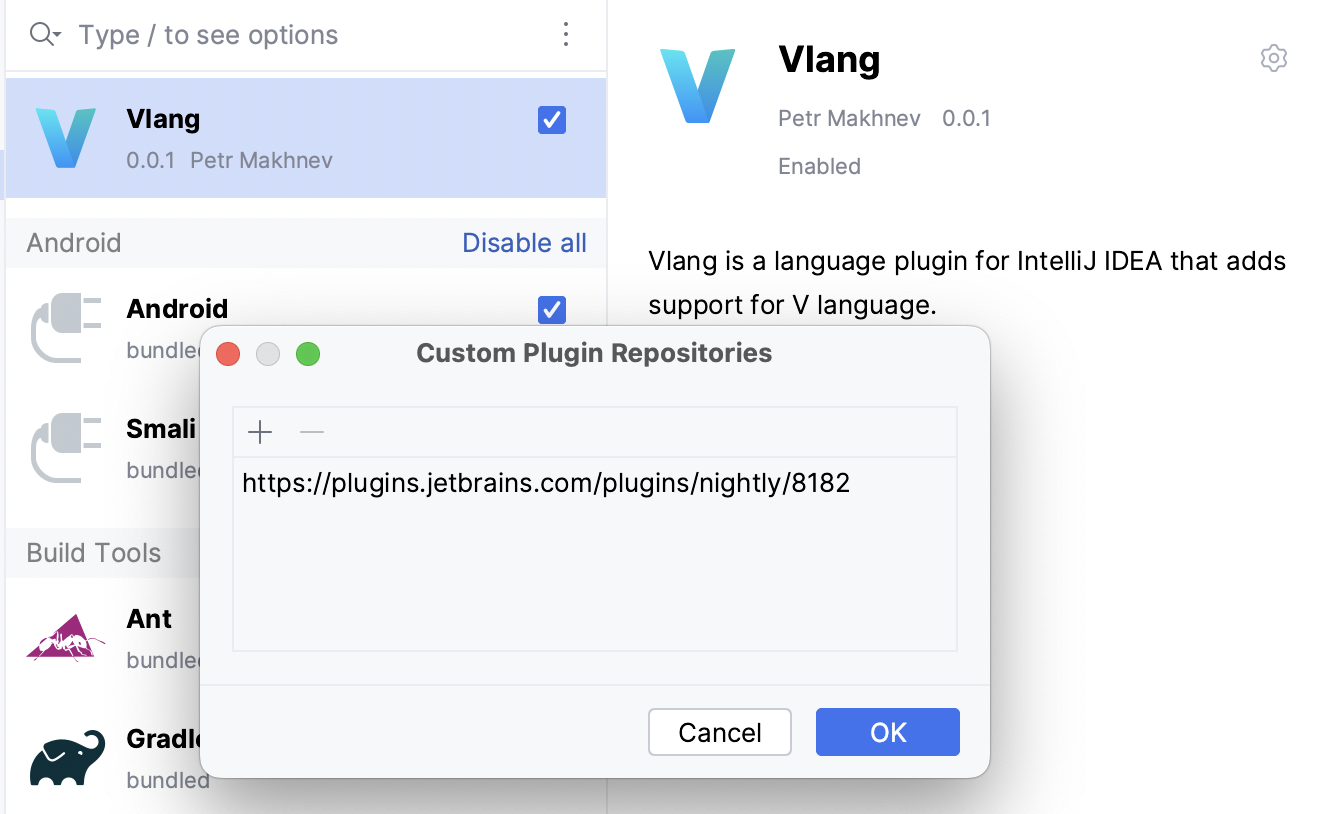 Type / to see options
Vlang
0.0.1 Petr Makhnev
Android
Disable all
Android
bundled
Smali
bundled
Build Tools
Ant
bundled
Gradle
bundled
Vlang
Petr Makhnev 0.0.1
Enabled
Vlang is a language plugin for IntelliJ IDEA that adds
support for V language.
Custom Plugin Repositories
https://plugins.jetbrains.com/plugins/nightly/8182
Cancel
OK